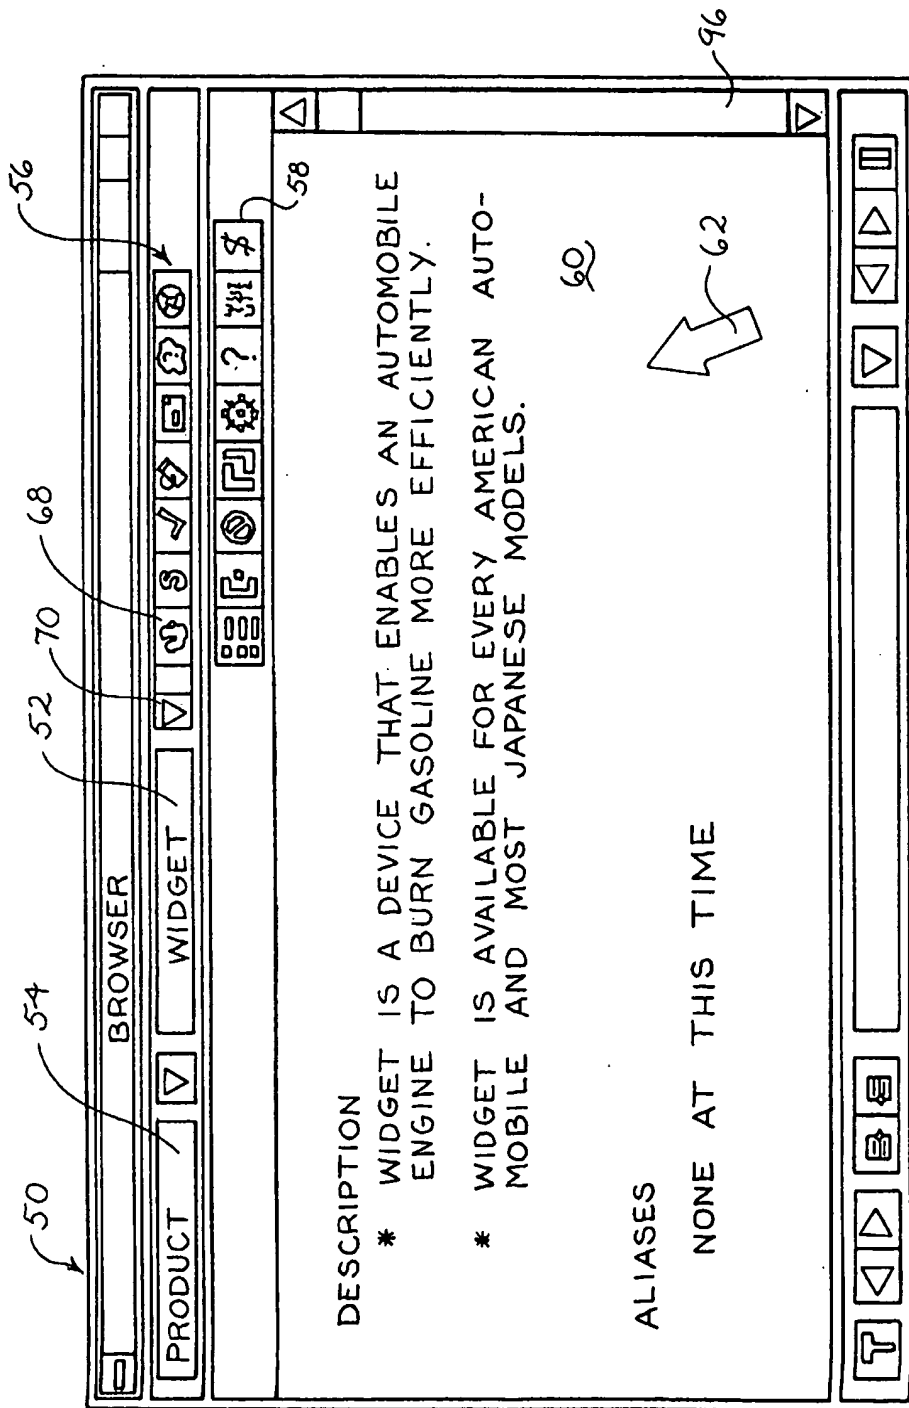 50
54
52
70
68
56
BROWSER
PRODUCT
WIDGET
S
? $
58
DESCRIPTION
* WIDGET IS A DEVICE THAT ENABLES AN AUTOMOBILE
ENGINE TO BURN GASOLINE MORE EFFICIENTLY.
* WIDGET IS AVAILABLE FOR EVERY AMERICAN AUTO-
MOBILE AND MOST JAPANESE MODELS.
60
62
96
ALIASES
NONE AT THIS TIME
T